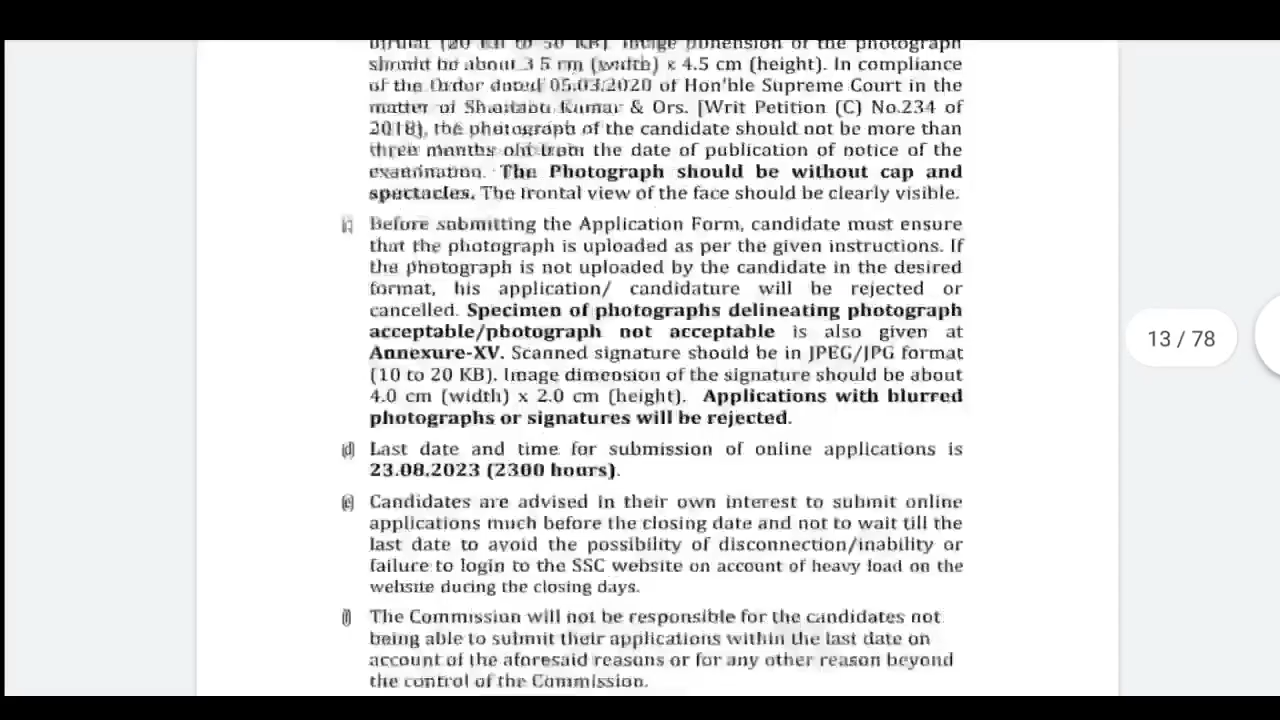 format (20 KB to 50 KB). Image Dimension of the photograph
should be about 3.5 cm (width) x 4.5 cm (height). In compliance
of the Order dated 05.03.2020 of Hon'ble Supreme Court in the
matter of & Ors. [Writ Petition (C) No.234 of
2018], the photograph of the candidate should not be more than
three months old from the date of publication of notice of the
examination. The Photograph should be without cap and
spectacles. The frontal view of the face should be clearly visible.
(c) Before submitting the Application Form, candidate must ensure
that the photograph is uploaded as per the given instructions. If
the photograph is not uploaded by the candidate in the desired
format, his application/ candidature will be rejected or
cancelled. Specimen of photographs delineating photograph
acceptable/photograph not acceptable is also given at
Annexure-XV. Scanned signature should be in JPEG/JPG format
(10 to 20 KB). Image dimension of the signature should be about
4.0 cm (width) x 2.0 cm (height). Applications with blurred
photographs or signatures will be rejected.
(d) Last date and time for submission of online applications is
23.08.2023 (2300 hours).
(e) Candidates are advised in their own interest to submit online
applications much before the closing date and not to wait till the
last date to avoid the possibility of disconnection/inability or
failure to login to the SSC website on account of heavy load on the
website during the closing days.
(f) The Commission will not be responsible for the candidates not
being able to submit their applications within the last date on
account of the aforesaid reasons or for any other reason beyond
the control of the Commission.
13 / 78